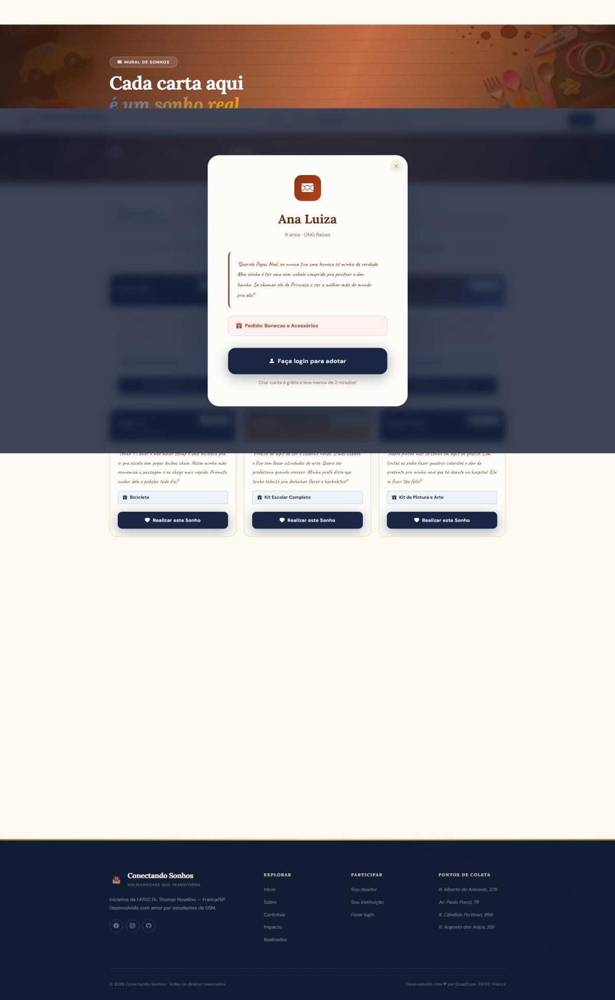 MURAL DE SONHOS
Cada carta aqui
é um sonho real
Ana Luiza
9 anos · ONG Raízes
"Querido Papai Noel, eu nunca tive uma boneca só minha de verdade.
Meu sonho é ter uma com cabelo comprido pra pentear e dar
banho. Ia chamar ela de Princesa e ser a melhor mãe do mundo
pra ela!"
Pedido: Bonecas e Acessórios
Faça login para adotar
Criar conta é grátis e leva menos de 2 minutos!
"Tenho 11 anos e meu maior sonho é uma bicicleta pra
ir pra escola sem pegar ônibus cheio. Assim minha mãe
economiza a passagem e eu chego mais rápido. Prometo
cuidar dela e pedalar todo dia!"
Bicicleta
Realizar este Sonho
"Preciso de lápis de cor e caderno novos. O meu acabou
e fico sem fazer atividades de arte. Quero ser
professora quando crescer. Minha profe disse que
tenho talento pra desenhar flores e borboletas!"
Kit Escolar Completo
Realizar este Sonho
"Adoro pintar mas só tenho um lápis de grafite. Com
tintas eu podia fazer quadros coloridos e dar de
presente pra minha vovó que tá doente no hospital. Ela
ia ficar tão feliz!"
Kit de Pintura e Arte
Realizar este Sonho
Conectando Sonhos
SOLIDARIEDADE QUE TRANSFORMA
Iniciativa da FATEC Dr. Thomaz Novelino — Franca/SP.
Desenvolvido com amor por estudantes de DSM.
EXPLORAR
Início
Sobre
Cartinhas
Impacto
Realizados
PARTICIPAR
Sou doador
Sou instituição
Fazer login
PONTOS DE COLETA
R. Alberto de Azevedo, 379
Av. Paulo Pucci, 79
R. Cândido Portinari, 899
R. Augusto dos Anjos, 551
© 2026 Conectando Sonhos · Todos os direitos reservados
Desenvolvido com ♥ por QuadCore · FATEC Franca